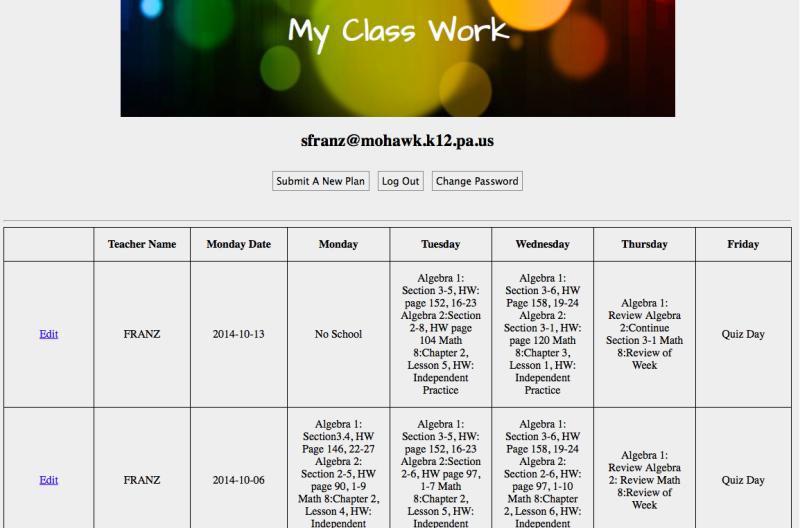 My Class Work
sfranz@mohawk.k12.pa.us
Submit A New Plan Log Out Change Password
Teacher Name Monday Date Monday Tuesday Wednesday Thursday Friday
Edit
FRANZ
2014-10-13
No School
Algebra 1:
Section 3-5, HW:
page 152, 16-23
Algebra 2:Section
2-8, HW page
104 Math
8:Chapter 2,
Lesson 5, HW:
Independent
Practice
Algebra 1:
Section 3-6, HW
Page 158, 19-24
Algebra 2:
Section 3-1, HW:
page 120 Math
8:Chapter 3,
Lesson 1, HW:
Independent
Practice
Algebra 1:
Review Algebra
2:Continue
Section 3-1 Math
8:Review of
Week
Quiz Day
Edit
FRANZ
2014-10-06
Algebra 1:
Section3.4, HW
Page 146, 22-27
Algebra 2:
Section 2-5, HW
page 90, 1-9
Math 8:Chapter 2,
Lesson 4, HW:
Independent
Algebra 1:
Section 3-5, HW:
page 152, 16-23
Algebra 2:Section
2-6, HW page 97,
1-7 Math
8:Chapter 2,
Lesson 5, HW:
Independent
Algebra 1:
Section 3-6, HW
Page 158, 19-24
Algebra 2:
Section 2-6, HW:
page 97, 1-10
Math 8:Chapter
2, Lesson 6, HW:
Independent
Algebra 1:
Review Algebra
2: Review Math
8:Review of
Week
Quiz Day